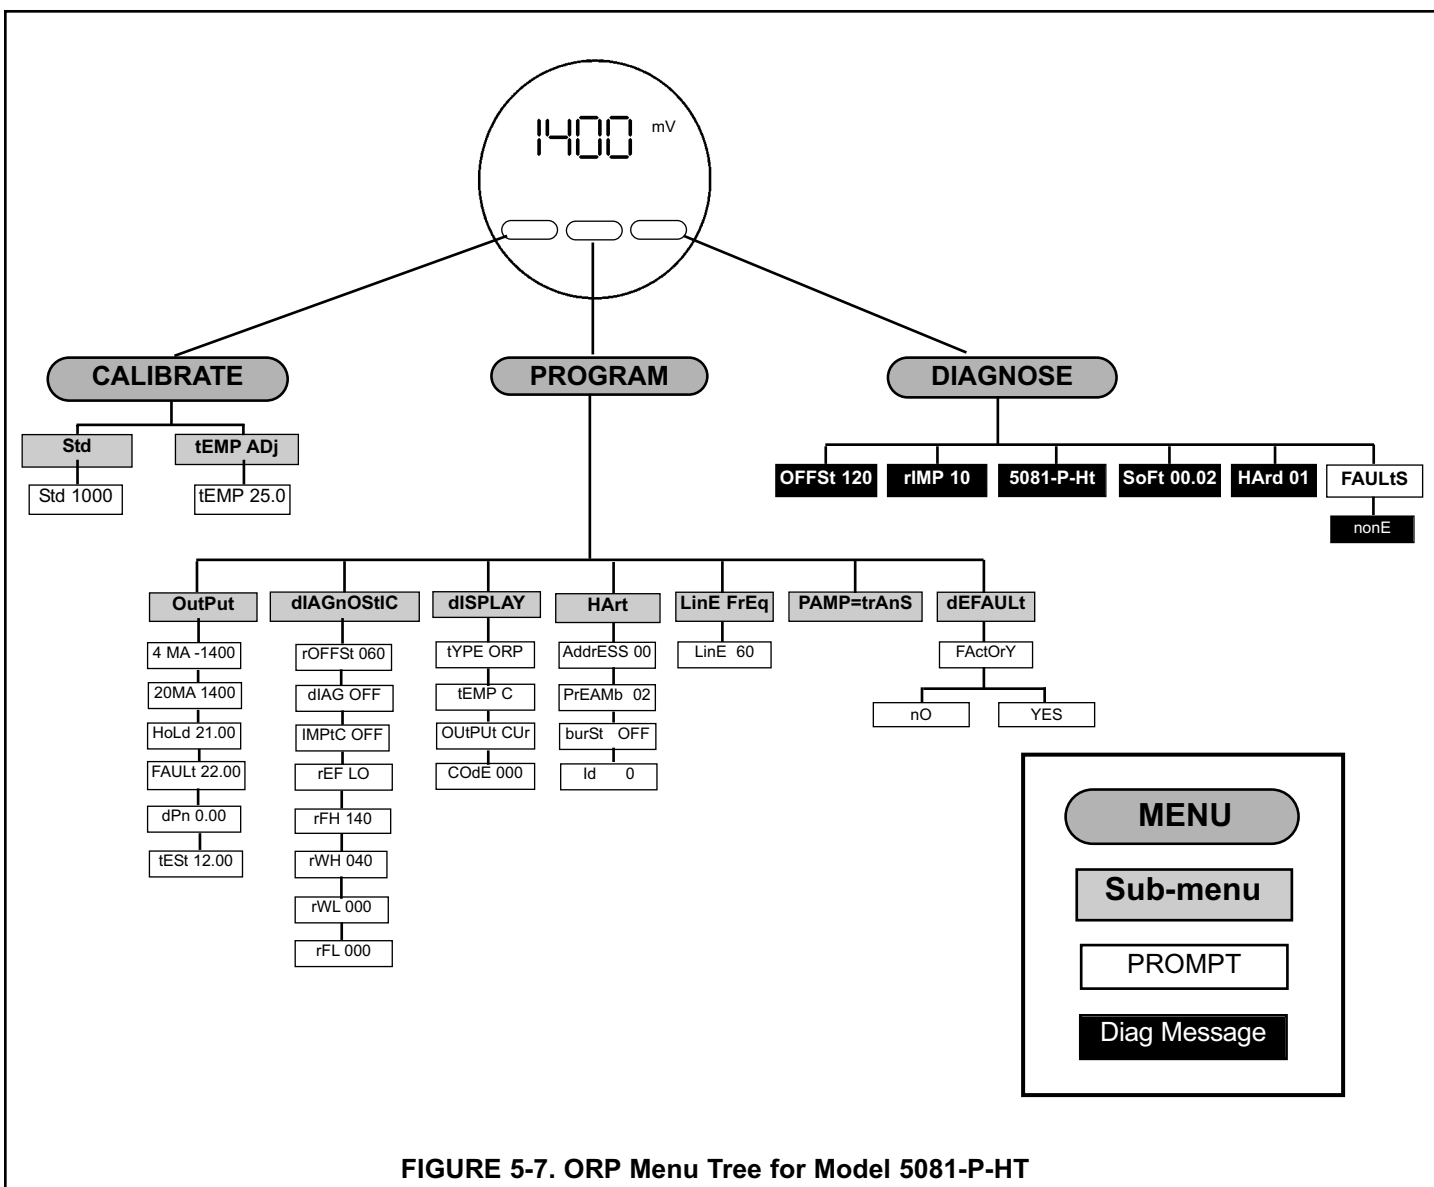 1400 mV
CALIBRATE
PROGRAM
DIAGNOSE
Std
tEMP ADj
Std 1000
tEMP 25.0
OFFSt 120
rIMP 10
5081-P-Ht
SoFt 00.02
HArd 01
FAULtS
nonE
OutPut
4 MA -1400
20MA 1400
HoLd 21.00
FAULt 22.00
dPn 0.00
tESt 12.00
dIAGnOStIC
rOFFSt 060
dIAG OFF
IMPtC OFF
rEF LO
rFH 140
rWH 040
rWL 000
rFL 000
dISPLAY
tYPE ORP
tEMP C
OUtPUt CUr
COdE 000
HArt
AddrESS 00
PrEAMb 02
burSt OFF
Id 0
LinE FrEq
LinE 60
PAMP=trAnS
dEFAULt
FActOrY
nO
YES
MENU
Sub-menu
PROMPT
Diag Message
FIGURE 5-7. ORP Menu Tree for Model 5081-P-HT